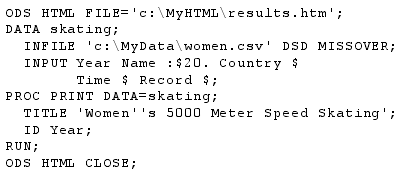 ODS HTML FILE='c:\MyHTML\results.htm';
DATA skating;
INFILE 'c:\MyData\women.csv' DSD MISSOVER;
INPUT Year Name :$20. Country $
Time $ Record $;
PROC PRINT DATA=skating;
TITLE 'Women''s 5000 Meter Speed Skating';
ID Year;
RUN;
ODS HTML CLOSE;